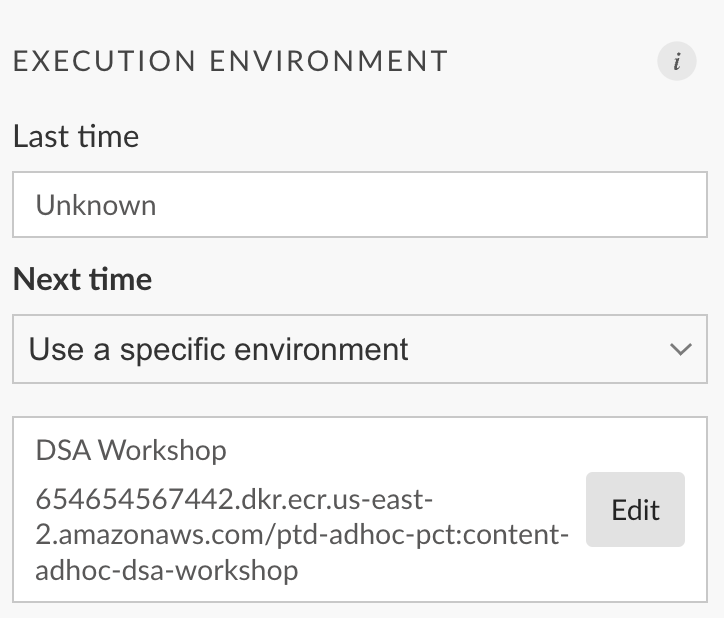 EXECUTION ENVIRONMENT
i
Last time
Unknown
Next time
Use a specific environment
DSA Workshop
654654567442.dkr.ecr.us-east-
2.amazonaws.com/ptd-adhoc-pct:content-
adhoc-dsa-workshop
Edit